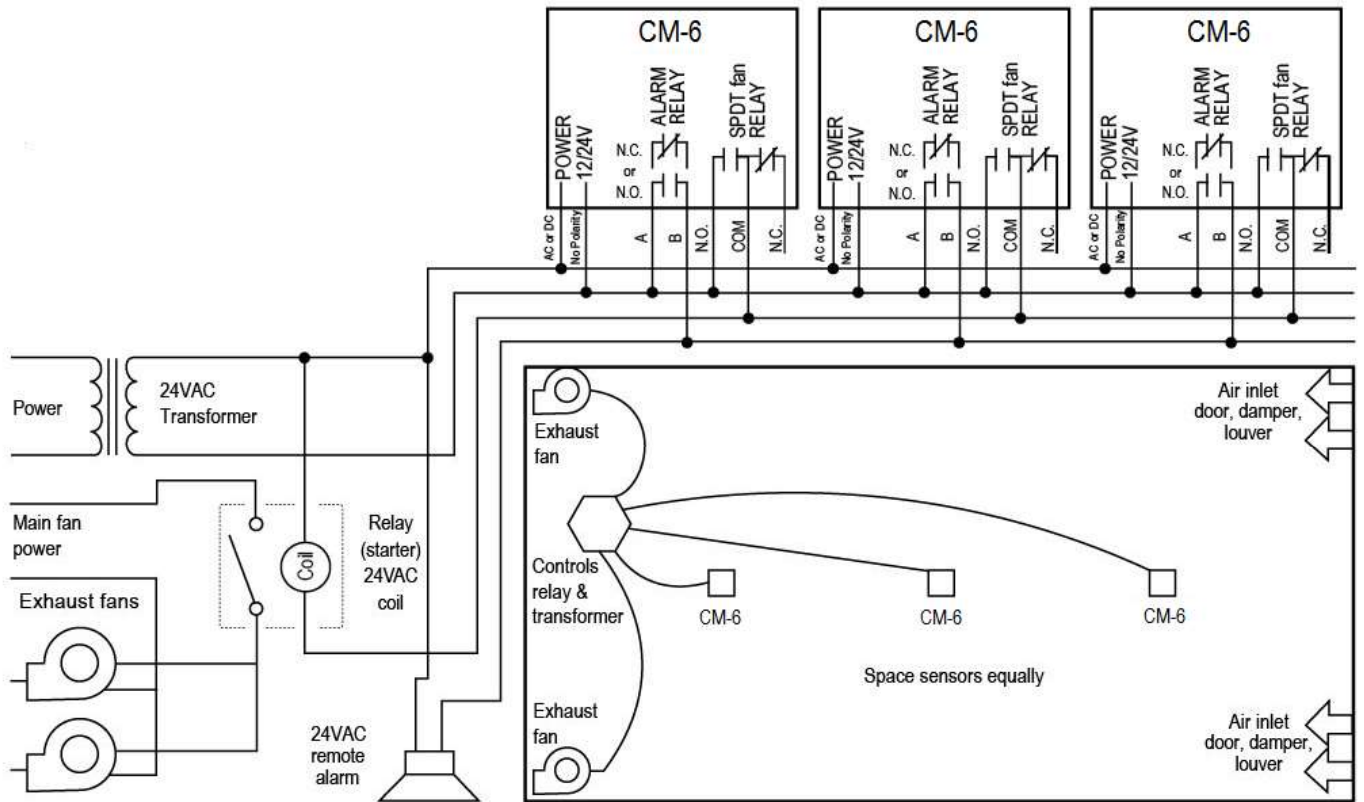 CM-6
POWER
12/24V
N.C.
or
N.O.
ALARM
RELAY
SPDT fan
RELAY
AC or DC
No Polarity
A
B
N.O.
COM
N.C.
CM-6
POWER
12/24V
N.C.
or
N.O.
ALARM
RELAY
SPDT fan
RELAY
AC or DC
No Polarity
A
B
N.O.
COM
N.C.
CM-6
POWER
12/24V
N.C.
or
N.O.
ALARM
RELAY
SPDT fan
RELAY
AC or DC
No Polarity
A
B
N.O.
COM
N.C.
Power
24VAC
Transformer
Main fan
power
Coil
Relay
(starter)
24VAC
coil
Exhaust fans
24VAC
remote
alarm
Exhaust
fan
Air inlet
door, damper,
louver
Controls
relay &
transformer
CM-6
CM-6
CM-6
Space sensors equally
Exhaust
fan
Air inlet
door, damper,
louver